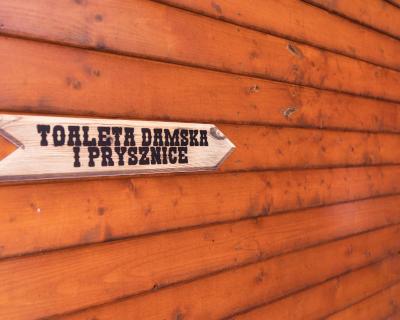 TOALETA DAMSKA
I PRYSZNICE